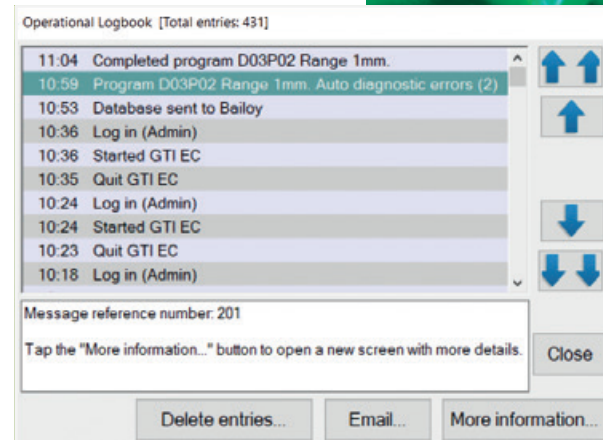 Operational Logbook [Total entries: 431]
11:04 Completed program D03P02 Range 1mm.
10:59 Program D03P02 Range 1mm. Auto diagnostic errors (2)
10:53 Database sent to Bailoy
10:36 Log in (Admin)
10:36 Started GTI EC
10:35 Quit GTI EC
10:24 Log in (Admin)
10:24 Started GTI EC
10:23 Quit GTI EC
10:18 Log in (Admin)
Message reference number: 201
Tap the "More information..." button to open a new screen with more details.
Close
Delete entries... Email... More information...